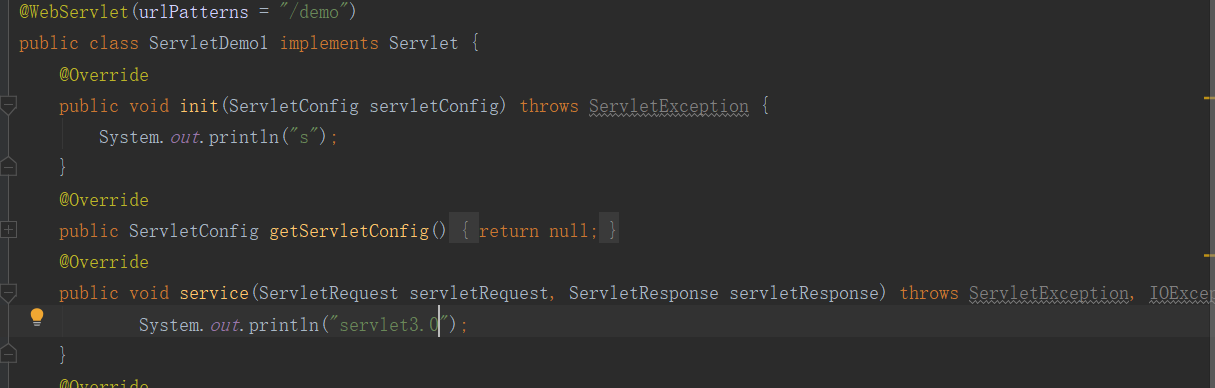 @WebServlet(urlPatterns = "/demo")
public class ServletDemo1 implements Servlet {
@Override
public void init(ServletConfig servletConfig) throws ServletException {
System.out.println("s");
}
@Override
public ServletConfig getServletConfig() { return null; }
@Override
public void service(ServletRequest servletRequest, ServletResponse servletResponse) throws ServletException, IOExcep
System.out.println("servlet3.0");
}
@Override